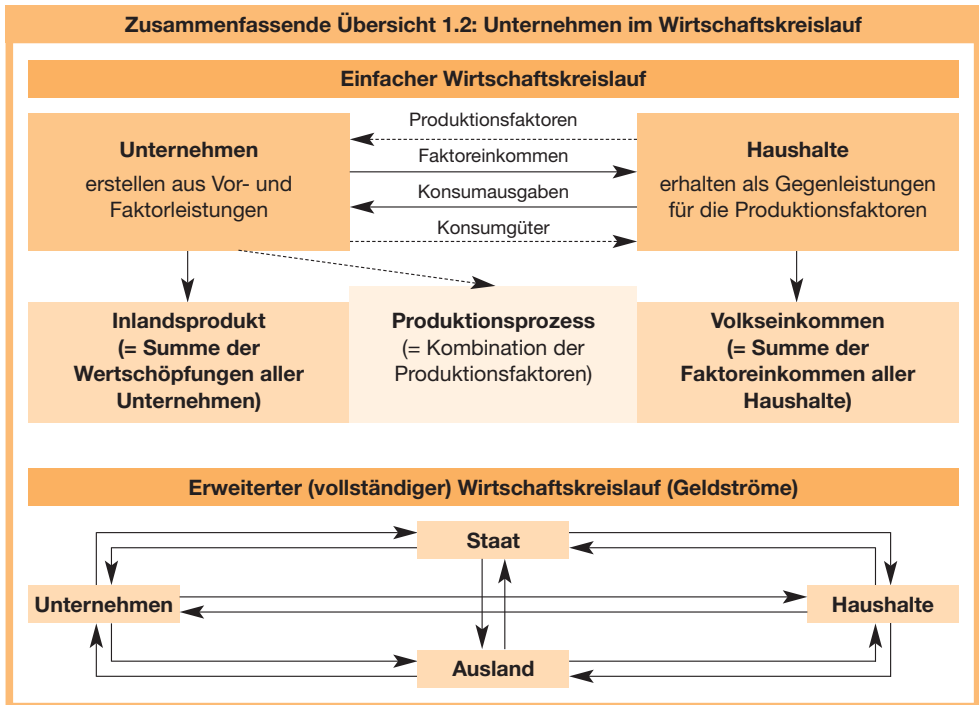 Zusammenfassende Übersicht 1.2: Unternehmen im Wirtschaftskreislauf
Einfacher Wirtschaftskreislauf
Unternehmen
erstellen aus Vor- und
Faktorleistungen
Produktionsfaktoren
Faktoreinkommen
Konsumausgaben
Konsumgüter
Haushalte
erhalten als Gegenleistungen
für die Produktionsfaktoren
Inlandsprodukt
(= Summe der
Wertschöpfungen aller
Unternehmen)
Produktionsprozess
(= Kombination der
Produktionsfaktoren)
Volkseinkommen
(= Summe der
Faktoreinkommen aller
Haushalte)
Erweiterter (vollständiger) Wirtschaftskreislauf (Geldströme)
Staat
Unternehmen
Haushalte
Ausland